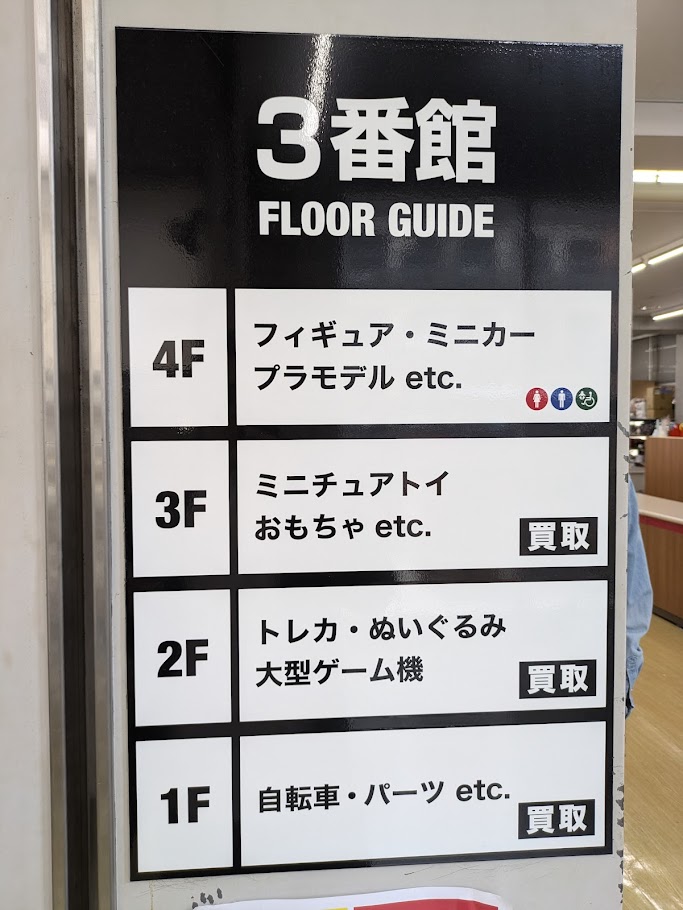 3番館
FLOOR GUIDE
4F
フィギュア・ミニカー
プラモデル etc.
3F
ミニチュアトイ
おもちゃ etc.
買取
2F
トレカ・ぬいぐるみ
大型ゲーム機
買取
1F
自転車・パーツ etc.
買取